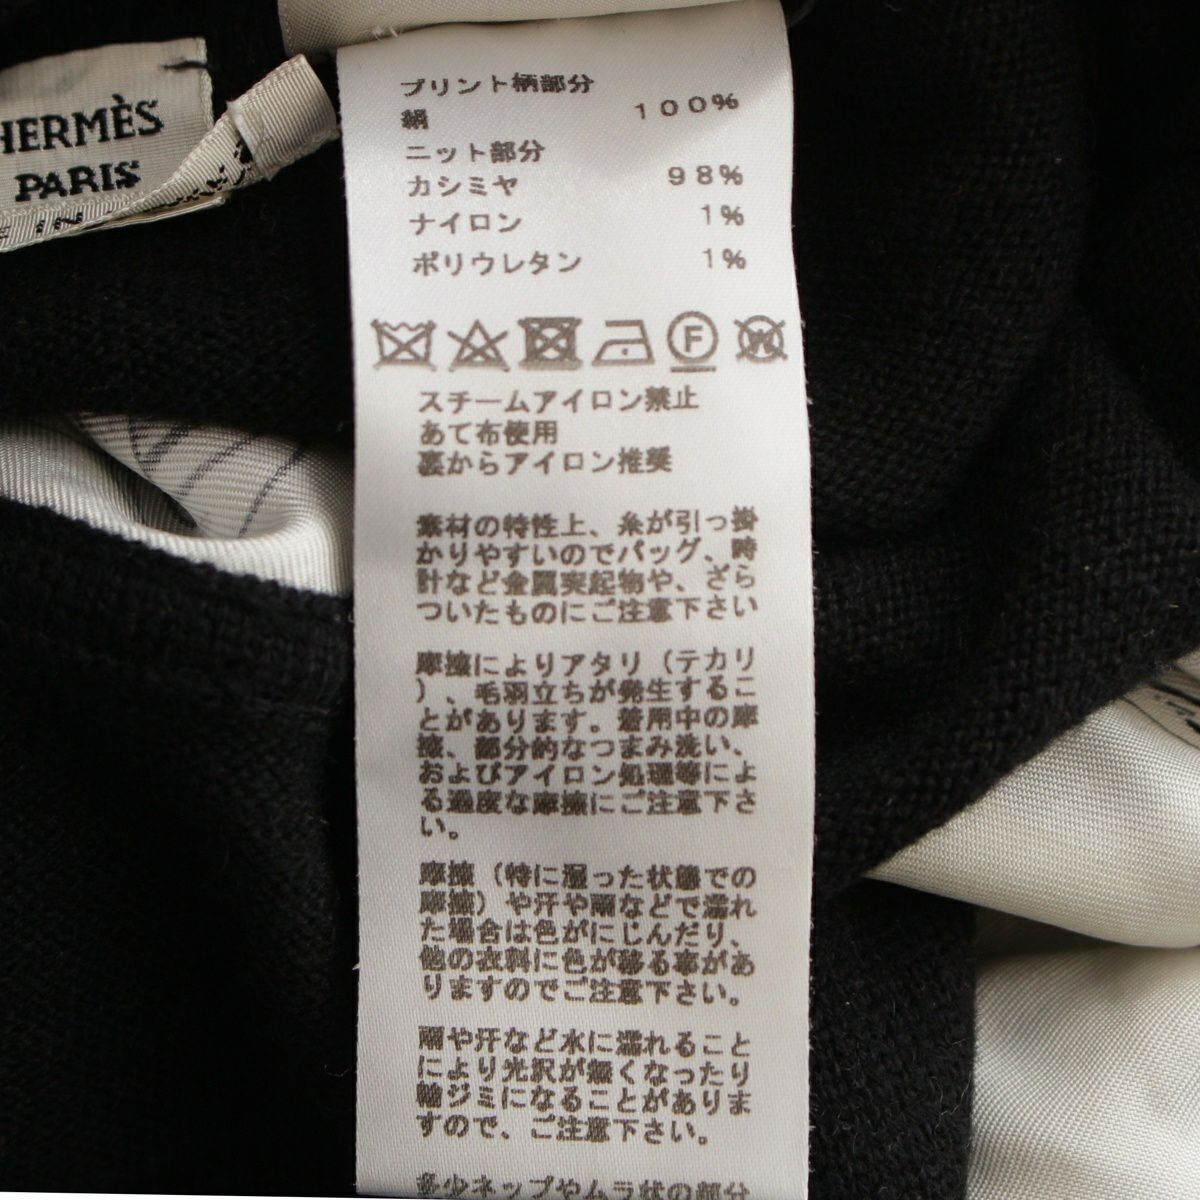 HERMÈS
PARIS
IN
プリント柄部分
絹 100%
ニット部分
カシミヤ 98%
ナイロン 1%
ポリウレタン 1%
F W
スチームアイロン禁止
あて布使用
裏からアイロン推奨
素材の特性上、糸が引っ掛
かりやすいのでバッグ、時
計など金属突起物や、ざら
ついたものにご注意下さい
摩擦によりアタリ（テカリ
）、毛羽立ちが発生するこ
とがあります。着用中の摩
擦、部分的なつまみ洗い、
およびアイロン処理等によ
る過度な摩擦にご注意下さ
い。
摩擦（特に湿った状態での
摩擦）や汗や雨などで濡れ
た場合は色がにじんだり、
他の衣料に色が移る事があ
りますのでご注意下さい。
雨や汗など水に濡れること
により光沢が無くなったり
輪ジミになることがありま
すので、ご注意下さい。
多少ネップやムラ状の部分